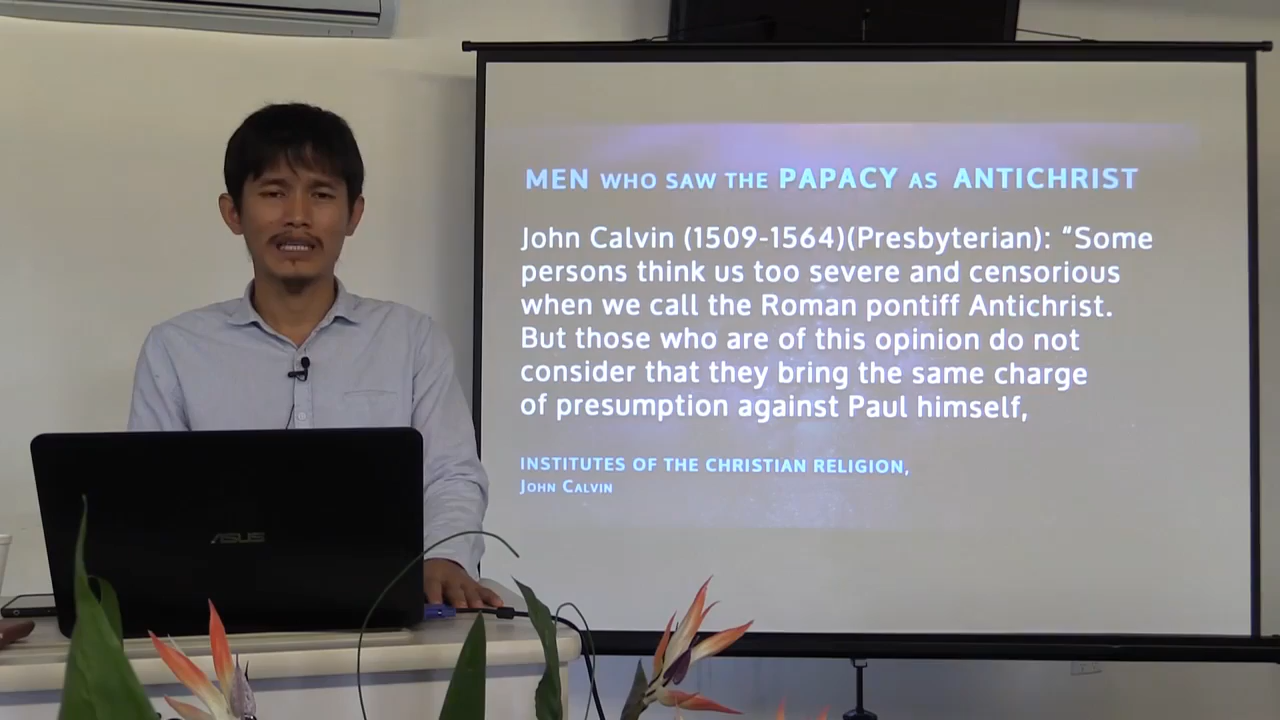 MEN WHO SAW THE PAPACY AS ANTICHRIST
John Calvin (1509-1564)(Presbyterian): “Some
persons think us too severe and censorious
when we call the Roman pontiff Antichrist.
But those who are of this opinion do not
consider that they bring the same charge
of presumption against Paul himself,
INSTITUTES OF THE CHRISTIAN RELIGION,
JOHN CALVIN
ASUS